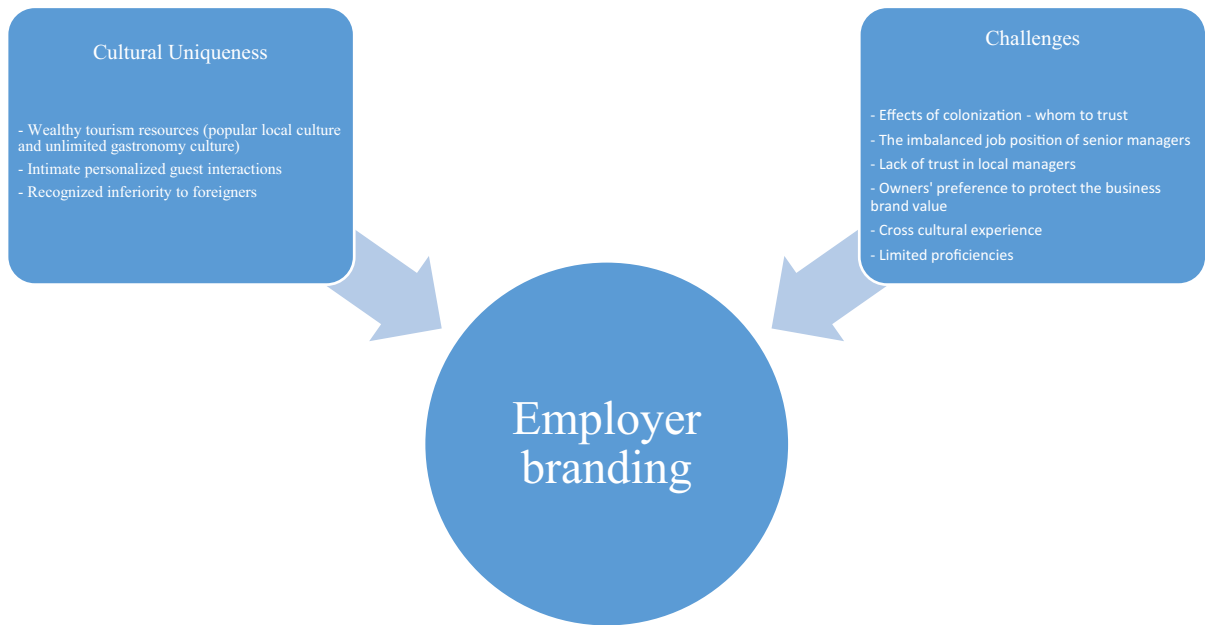 Cultural Uniqueness
- Wealthy tourism resources (popular local culture
and unlimited gastronomy culture)
- Intimate personalized guest interactions
- Recognized inferiority to foreigners
Challenges
- Effects of colonization - whom to trust
- The imbalanced job position of senior managers
- Lack of trust in local managers
- Owners' preference to protect the business
brand value
- Cross cultural experience
- Limited proficiencies
Employer
branding